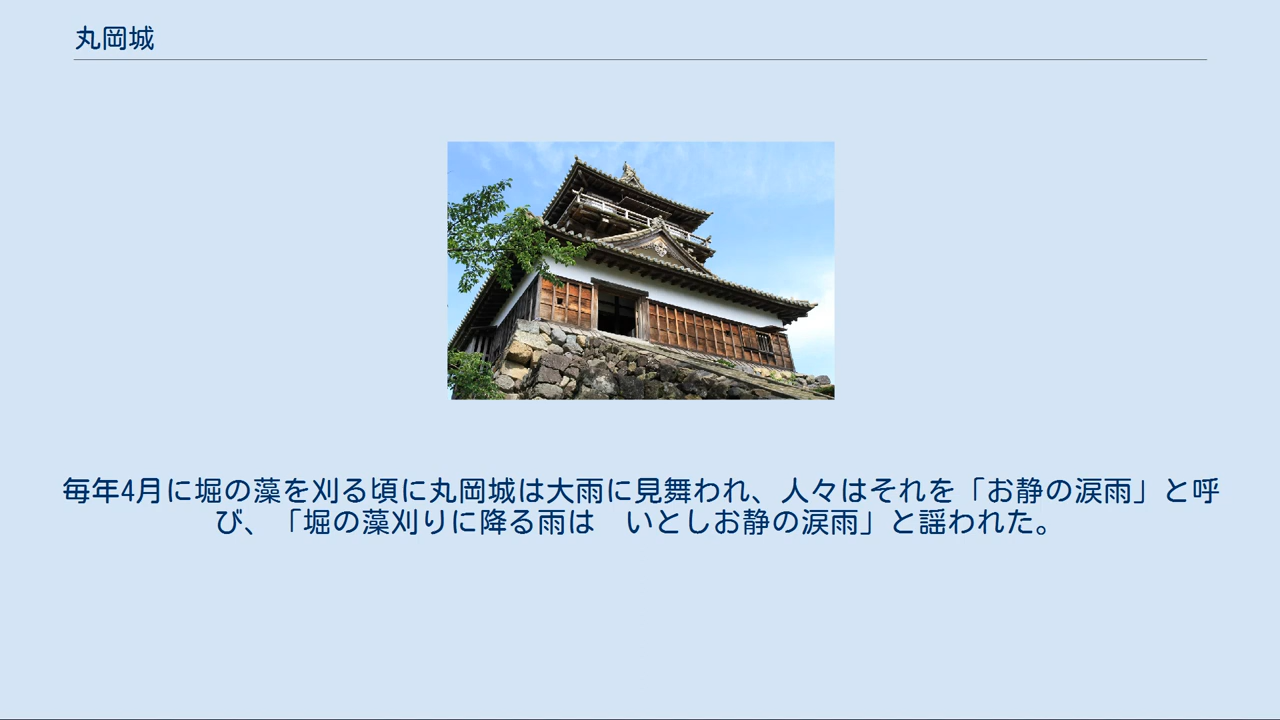 丸岡城
毎年4月に堀の藻を刈る頃に丸岡城は大雨に見舞われ、人々はそれを「お静の涙雨」と呼
び、「堀の藻刈りに降る雨は　いとしお静の涙雨」と謡われた。